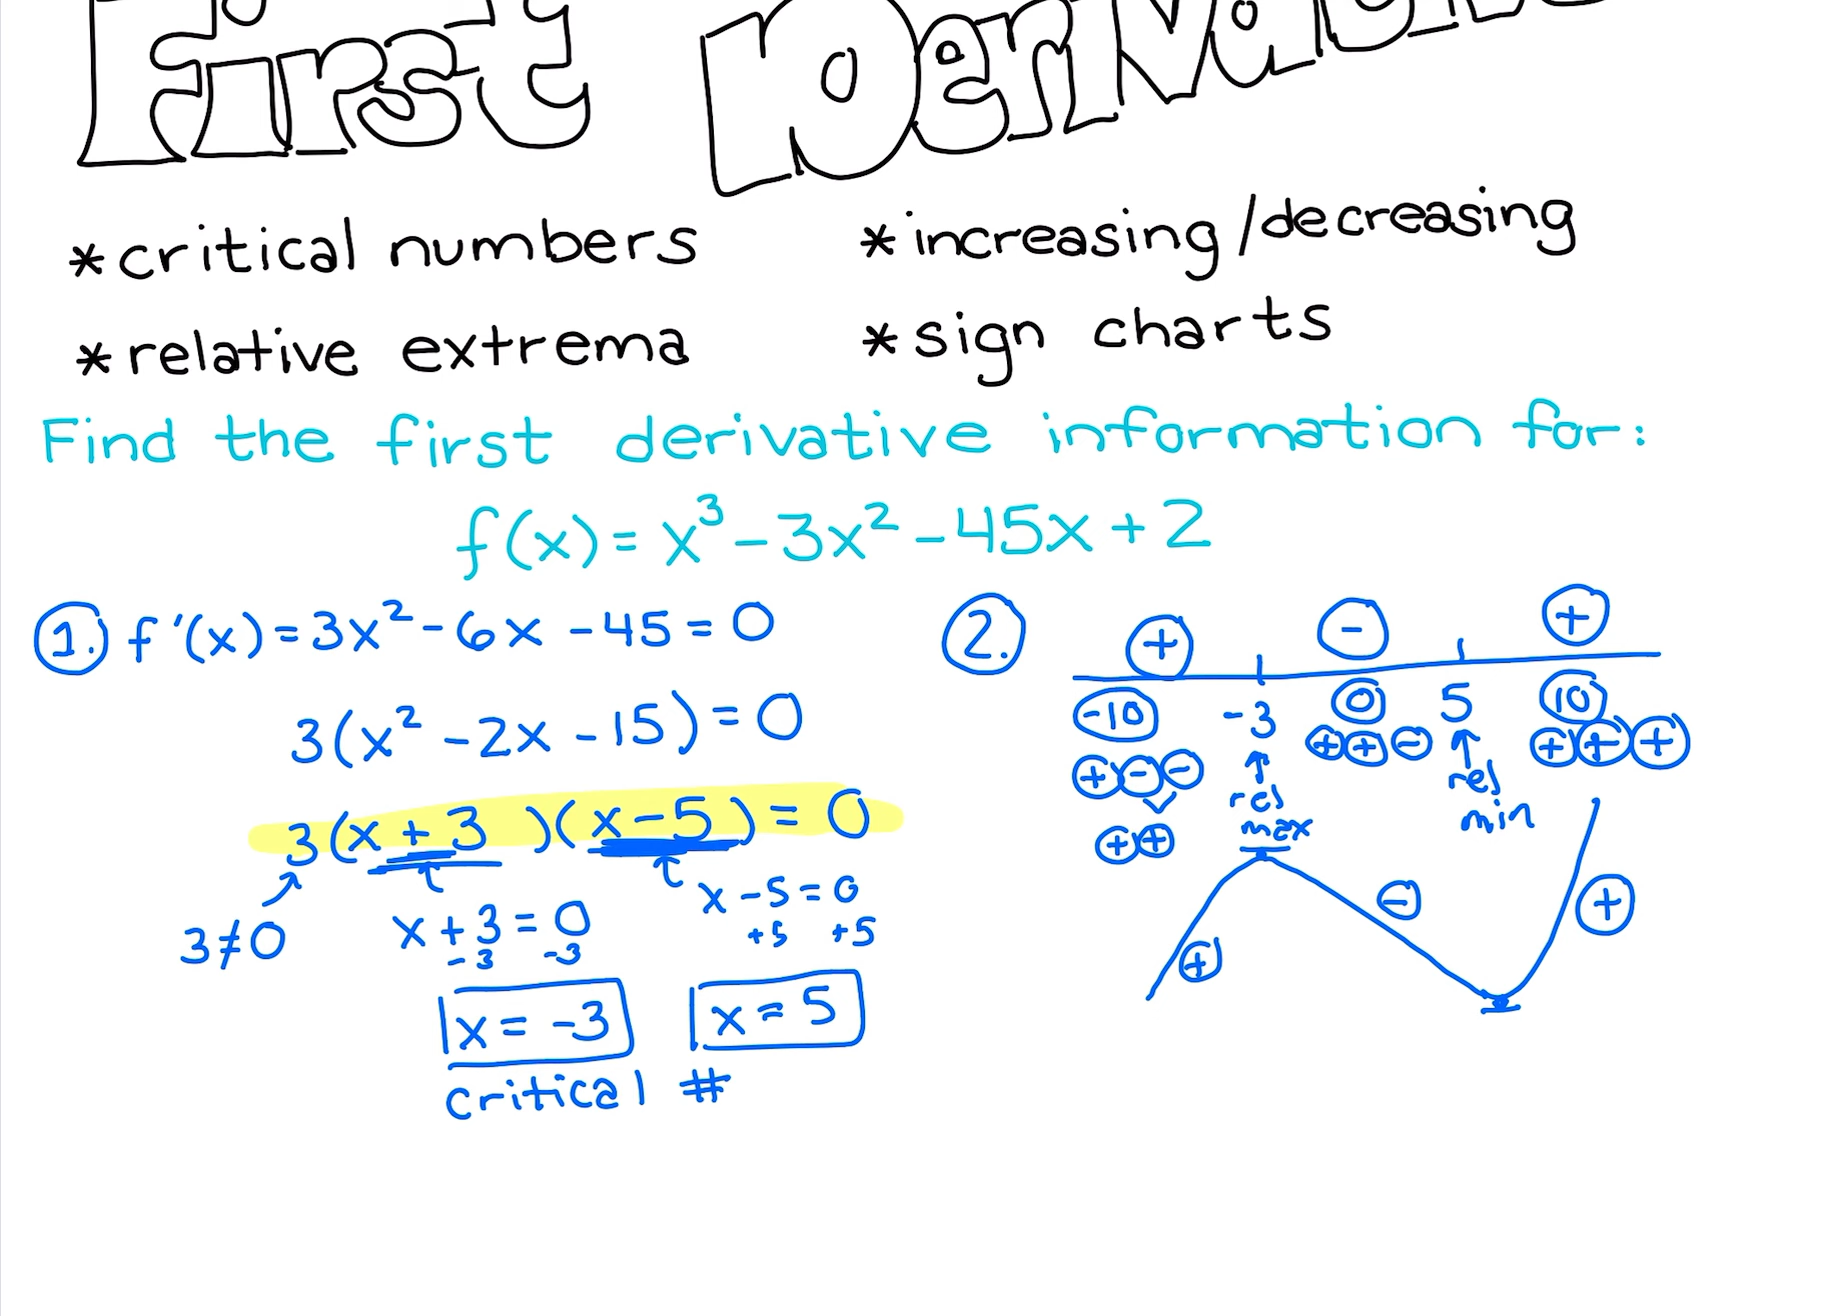 First Derivative
*critical numbers *increasing/decreasing
*relative extrema *sign charts
Find the first derivative information for:
f(x) = x³ - 3x² - 45x + 2
1. f'(x) = 3x² - 6x - 45 = 0
3(x² - 2x - 15) = 0
3(x + 3)(x - 5) = 0
3≠0
x + 3 = 0
-3 -3
x = -3
x - 5 = 0
+5 +5
x = 5
critical #
2.
+ - +
-10 -3 0 5 10
+ - - + + - + + +
+ +
rel
max
rel
min
+ - +